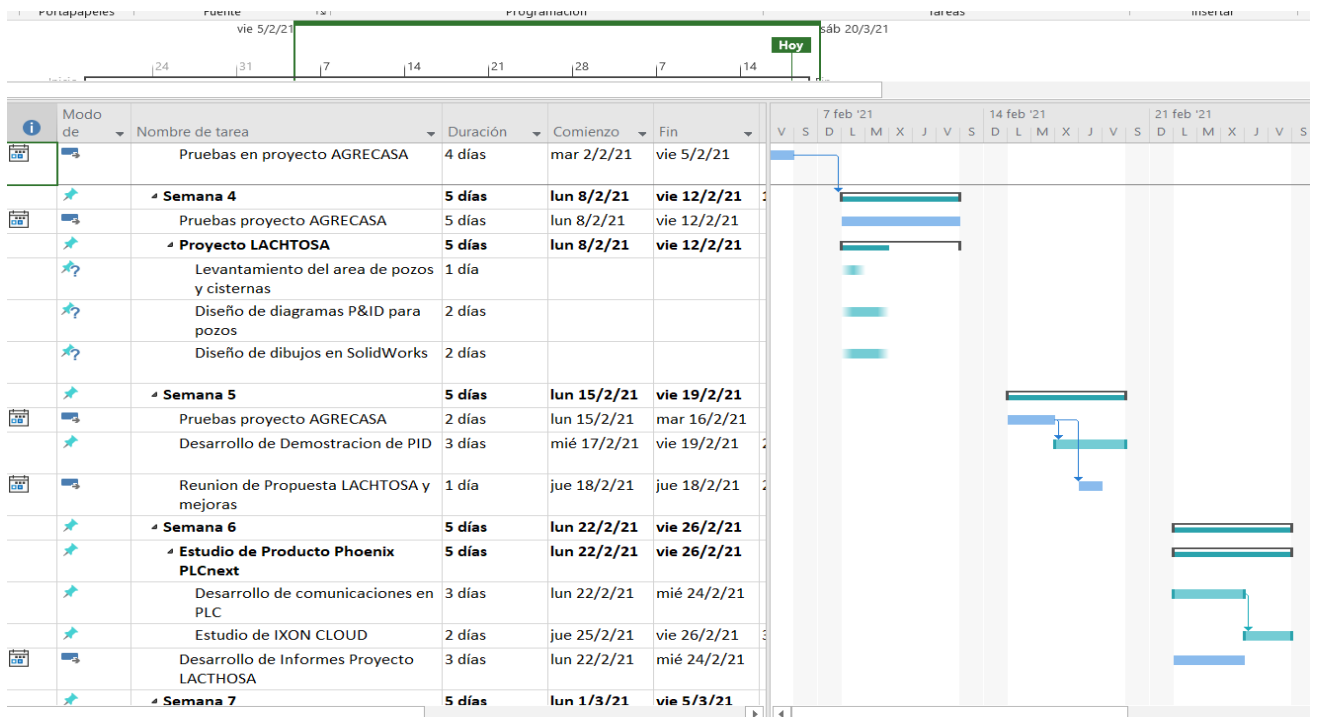 Portapapeles Fuente Programación Tareas Insertar
vie 5/2/21 sáb 20/3/21
Hoy
24 31 7 14 21 28 7 14
Modo de Nombre de tarea Duración Comienzo Fin
7 feb '21 14 feb '21 21 feb '21
V S D L M X J V S D L M X J V S D L M X J V S
Pruebas en proyecto AGRECASA 4 días mar 2/2/21 vie 5/2/21
Semana 4 5 días lun 8/2/21 vie 12/2/21
Pruebas proyecto AGRECASA 5 días lun 8/2/21 vie 12/2/21
Proyecto LACHTOSA 5 días lun 8/2/21 vie 12/2/21
Levantamiento del area de pozos 1 día
y cisternas
Diseño de diagramas P&ID para 2 días
pozos
Diseño de dibujos en SolidWorks 2 días
Semana 5 5 días lun 15/2/21 vie 19/2/21
Pruebas proyecto AGRECASA 2 días lun 15/2/21 mar 16/2/21
Desarrollo de Demostracion de PID 3 días mié 17/2/21 vie 19/2/21
Reunion de Propuesta LACHTOSA y 1 día jue 18/2/21 jue 18/2/21
mejoras
Semana 6 5 días lun 22/2/21 vie 26/2/21
Estudio de Producto Phoenix 5 días lun 22/2/21 vie 26/2/21
PLCnext
Desarrollo de comunicaciones en 3 días lun 22/2/21 mié 24/2/21
PLC
Estudio de IXON CLOUD 2 días jue 25/2/21 vie 26/2/21
Desarrollo de Informes Proyecto 3 días lun 22/2/21 mié 24/2/21
LACTHOSA
Semana 7 5 días lun 1/3/21 vie 5/3/21